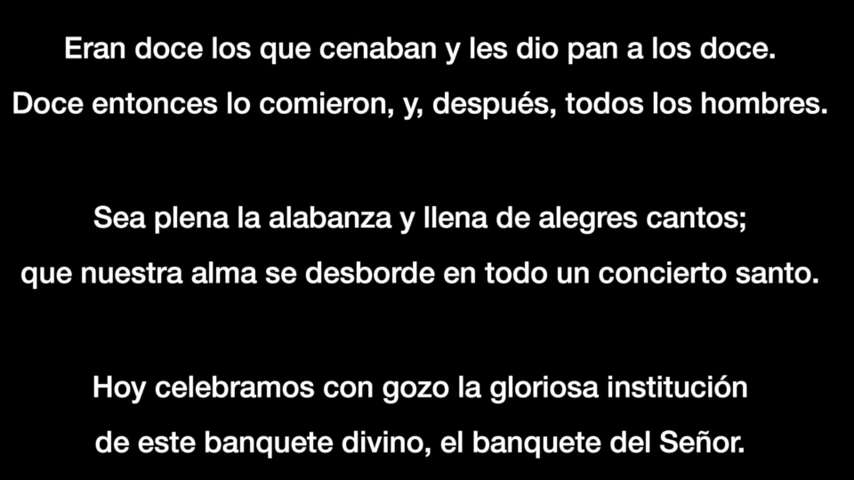 Eran doce los que cenaban y les dio pan a los doce.
Doce entonces lo comieron, y, después, todos los hombres.
Sea plena la alabanza y llena de alegres cantos;
que nuestra alma se desborde en todo un concierto santo.
Hoy celebramos con gozo la gloriosa institución
de este banquete divino, el banquete del Señor.